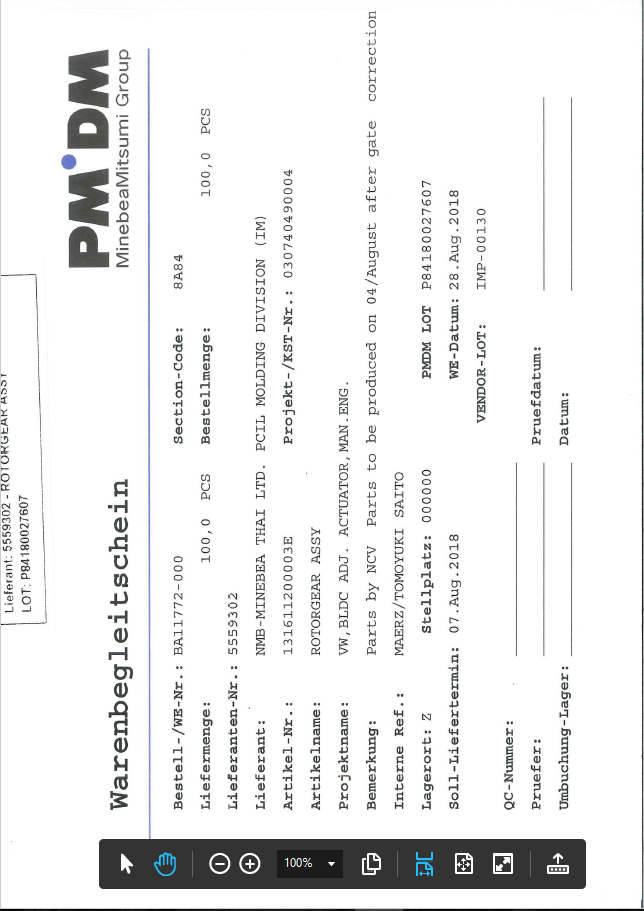 Lieferant: 5559302 - ROTORGEAR ASSY
LOT: P84180027607
PMDM
MinebeaMitsumi Group
Warenbegleitschein
Bestell-/WE-Nr.: BA11772-000 Section-Code: 8A84
Liefermenge: 100,0 PCS Bestellmenge: 100,0 PCS
Lieferanten-Nr.: 5559302
Lieferant: NMB-MINEBEA THAI LTD. PCIL MOLDING DIVISION (IM)
Artikel-Nr.: 131611200003E Projekt-/KST-Nr.: 030740490004
Artikelname: ROTORGEAR ASSY
Projektname: VW,BLDC ADJ. ACTUATOR,MAN.ENG.
Bemerkung: Parts by NCV Parts to be produced on 04/August after gate correction
Interne Ref.: MAERZ/TOMOYUKI SAITO
Lagerort: Z Stellplatz: 000000 PMDM LOT P84180027607
Soll-Liefertermin: 07.Aug.2018 WE-Datum: 28.Aug.2018
VENDOR-LOT: IMP-00130
QC-Nummer:
Pruefer: Pruefdatum:
Umbuchung-Lager: Datum:
100%